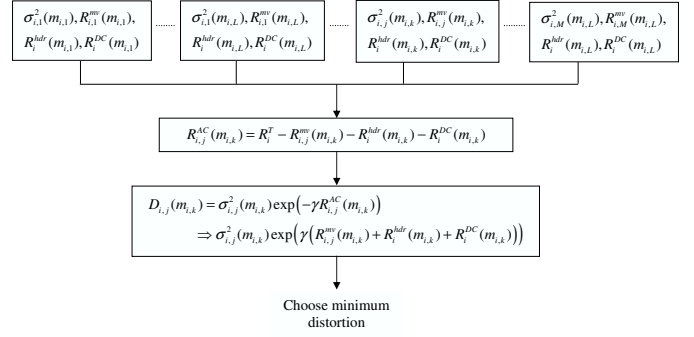 σ²_{i,1}(m_{i,1}), R^{mv}_{i,1}(m_{i,1}),
R^{hdr}_i(m_{i,1}), R^{DC}_i(m_{i,1})
........
σ²_{i,1}(m_{i,L}), R^{mv}_{i,1}(m_{i,L}),
R^{hdr}_i(m_{i,L}), R^{DC}_i(m_{i,L})
........
σ²_{i,j}(m_{i,k}), R^{mv}_{i,j}(m_{i,k}),
R^{hdr}_i(m_{i,k}), R^{DC}_i(m_{i,k})
........
σ²_{i,M}(m_{i,L}), R^{mv}_{i,M}(m_{i,L}),
R^{hdr}_i(m_{i,L}), R^{DC}_i(m_{i,L})
R^{AC}_{i,j}(m_{i,k}) = R^T_i − R^{mv}_{i,j}(m_{i,k}) − R^{hdr}_i(m_{i,k}) − R^{DC}_i(m_{i,k})
D_{i,j}(m_{i,k}) = σ²_{i,j}(m_{i,k}) exp(−γR^{AC}_{i,j}(m_{i,k}))
⇒ σ²_{i,j}(m_{i,k}) exp(γ(R^{mv}_{i,j}(m_{i,k}) + R^{hdr}_i(m_{i,k}) + R^{DC}_i(m_{i,k})))
Choose minimum
distortion